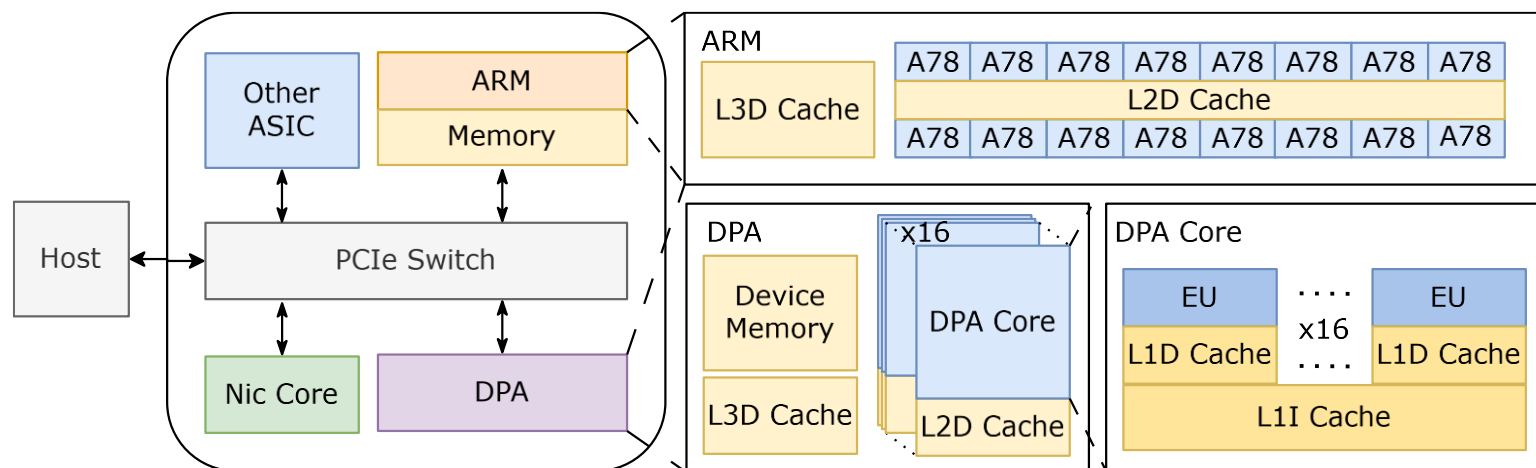 Host
Other
ASIC
ARM
Memory
PCIe Switch
Nic Core
DPA
ARM
L3D Cache
A78 A78 A78 A78 A78 A78 A78 A78
L2D Cache
A78 A78 A78 A78 A78 A78 A78 A78
DPA
x16
Device
Memory
DPA Core
L3D Cache
L2D Cache
DPA Core
EU .... EU
x16
L1D Cache .... L1D Cache
L1I Cache